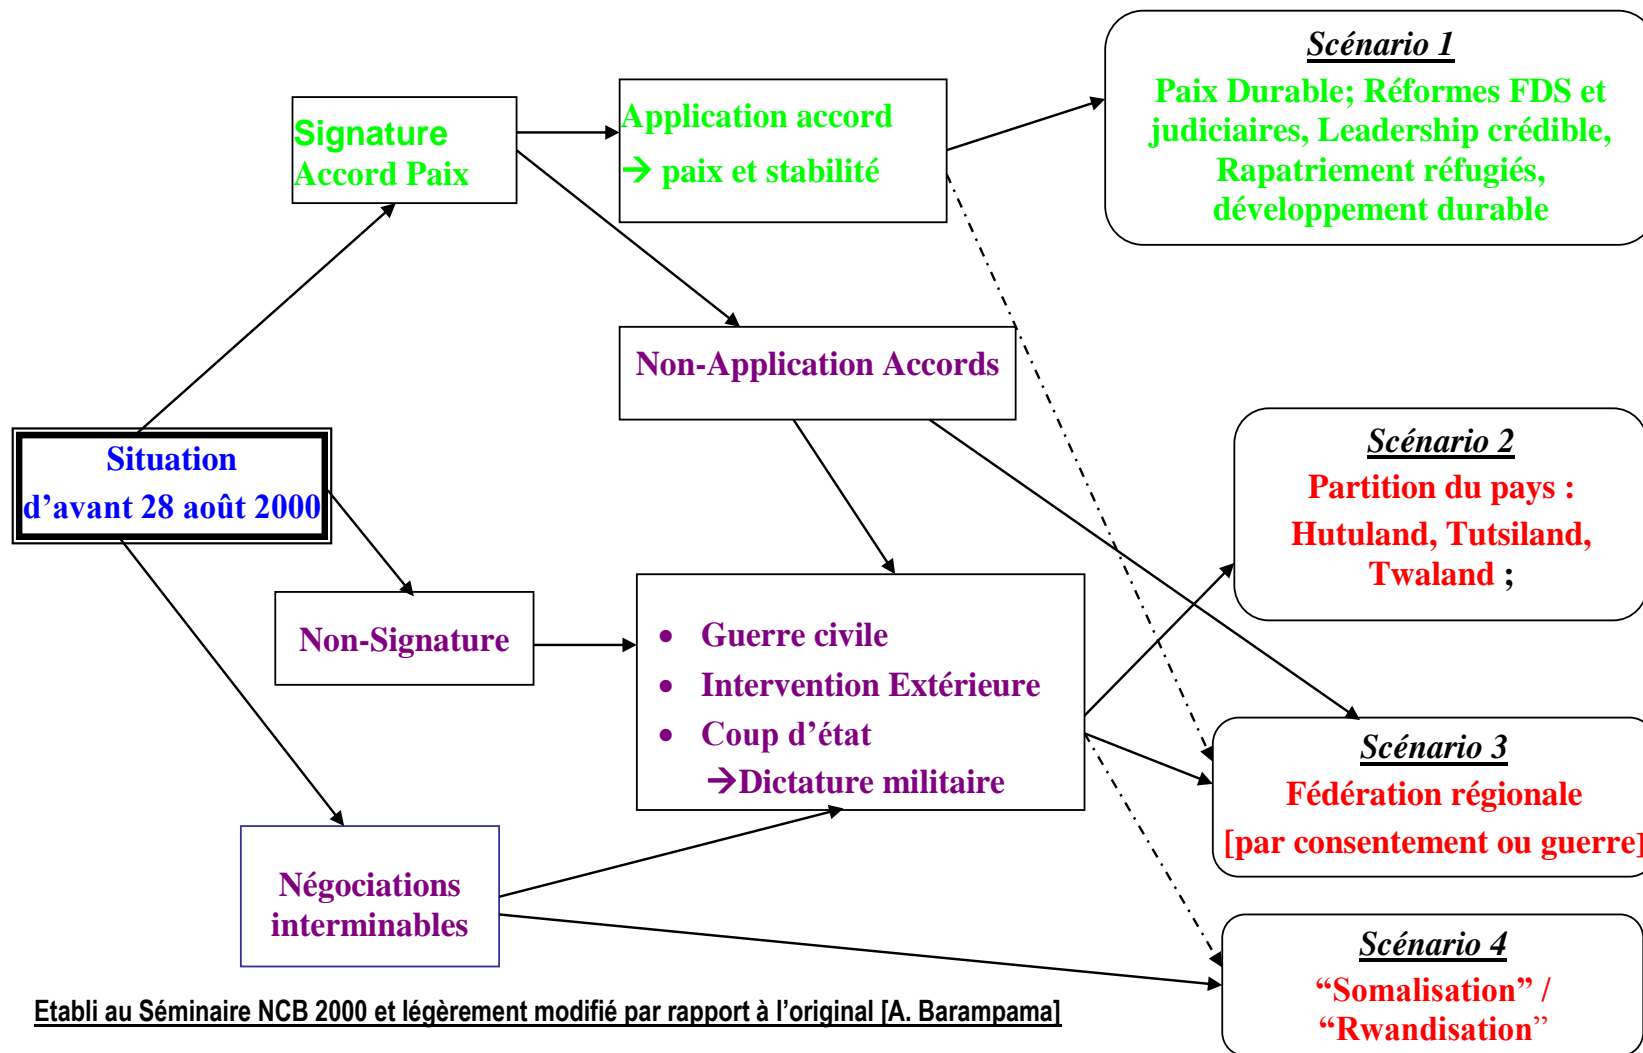 Scénario 1
Paix Durable; Réformes FDS et
judiciaires, Leadership crédible,
Rapatriement réfugiés,
développement durable
Application accord
→ paix et stabilité
Signature
Accord Paix
Non-Application Accords
Situation
d’avant 28 août 2000
Scénario 2
Partition du pays :
Hutuland, Tutsiland,
Twaland ;
Non-Signature
• Guerre civile
• Intervention Extérieure
• Coup d’état
→Dictature militaire
Scénario 3
Fédération régionale
[par consentement ou guerre]
Négociations
interminables
Scénario 4
“Somalisation” /
“Rwandisation”
Etabli au Séminaire NCB 2000 et légèrement modifié par rapport à l’original [A. Barampama]